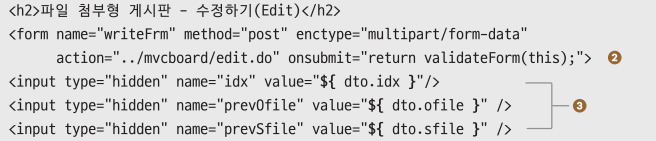 <h2>파일 첨부형 게시판 - 수정하기(Edit)</h2>
<form name="writeFrm" method="post" enctype="multipart/form-data"
      action="../mvcboard/edit.do" onsubmit="return validateForm(this);"> ❷
<input type="hidden" name="idx" value="${ dto.idx }"/>
<input type="hidden" name="prevOfile" value="${ dto.ofile }" /> ❸
<input type="hidden" name="prevSfile" value="${ dto.sfile }" />